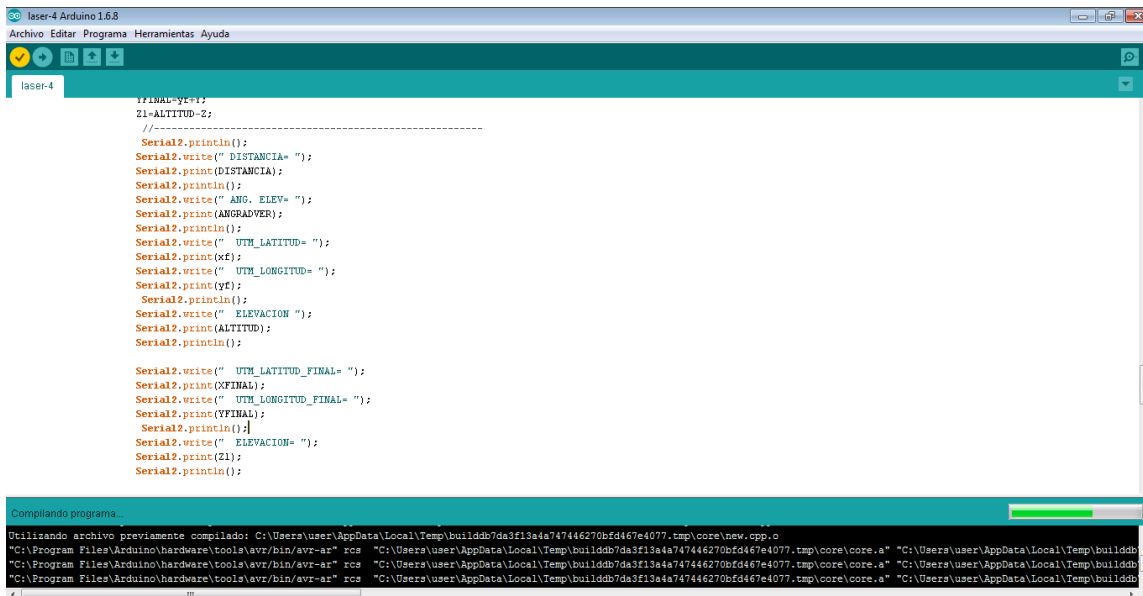 laser-4 Arduino 1.6.8
Archivo Editar Programa Herramientas Ayuda
laser-4
YFINAL=yf+Y;
Z1=ALTITUD-Z;
//--------------------------------------------------------
Serial2.println();
Serial2.write(" DISTANCIA= ");
Serial2.print(DISTANCIA);
Serial2.println();
Serial2.write(" ANG. ELEV= ");
Serial2.print(ANGRADVER);
Serial2.println();
Serial2.write("  UTM_LATITUD= ");
Serial2.print(xf);
Serial2.write("  UTM_LONGITUD= ");
Serial2.print(yf);
Serial2.println();
Serial2.write("  ELEVACION ");
Serial2.print(ALTITUD);
Serial2.println();
Serial2.write("  UTM_LATITUD_FINAL= ");
Serial2.print(XFINAL);
Serial2.write("  UTM_LONGITUD_FINAL= ");
Serial2.print(YFINAL);
Serial2.println();
Serial2.write("  ELEVACION= ");
Serial2.print(Z1);
Serial2.println();
Compilando programa...
Utilizando archivo previamente compilado: C:\Users\user\AppData\Local\Temp\builddb7da3f13a4a747446270bfd467e4077.tmp\core\new.cpp.o
"C:\Program Files\Arduino\hardware\tools\avr/bin/avr-ar" rcs  "C:\Users\user\AppData\Local\Temp\builddb7da3f13a4a747446270bfd467e4077.tmp\core\core.a" "C:\Users\user\AppData\Local\Temp\builddb
"C:\Program Files\Arduino\hardware\tools\avr/bin/avr-ar" rcs  "C:\Users\user\AppData\Local\Temp\builddb7da3f13a4a747446270bfd467e4077.tmp\core\core.a" "C:\Users\user\AppData\Local\Temp\builddb
"C:\Program Files\Arduino\hardware\tools\avr/bin/avr-ar" rcs  "C:\Users\user\AppData\Local\Temp\builddb7da3f13a4a747446270bfd467e4077.tmp\core\core.a" "C:\Users\user\AppData\Local\Temp\builddb